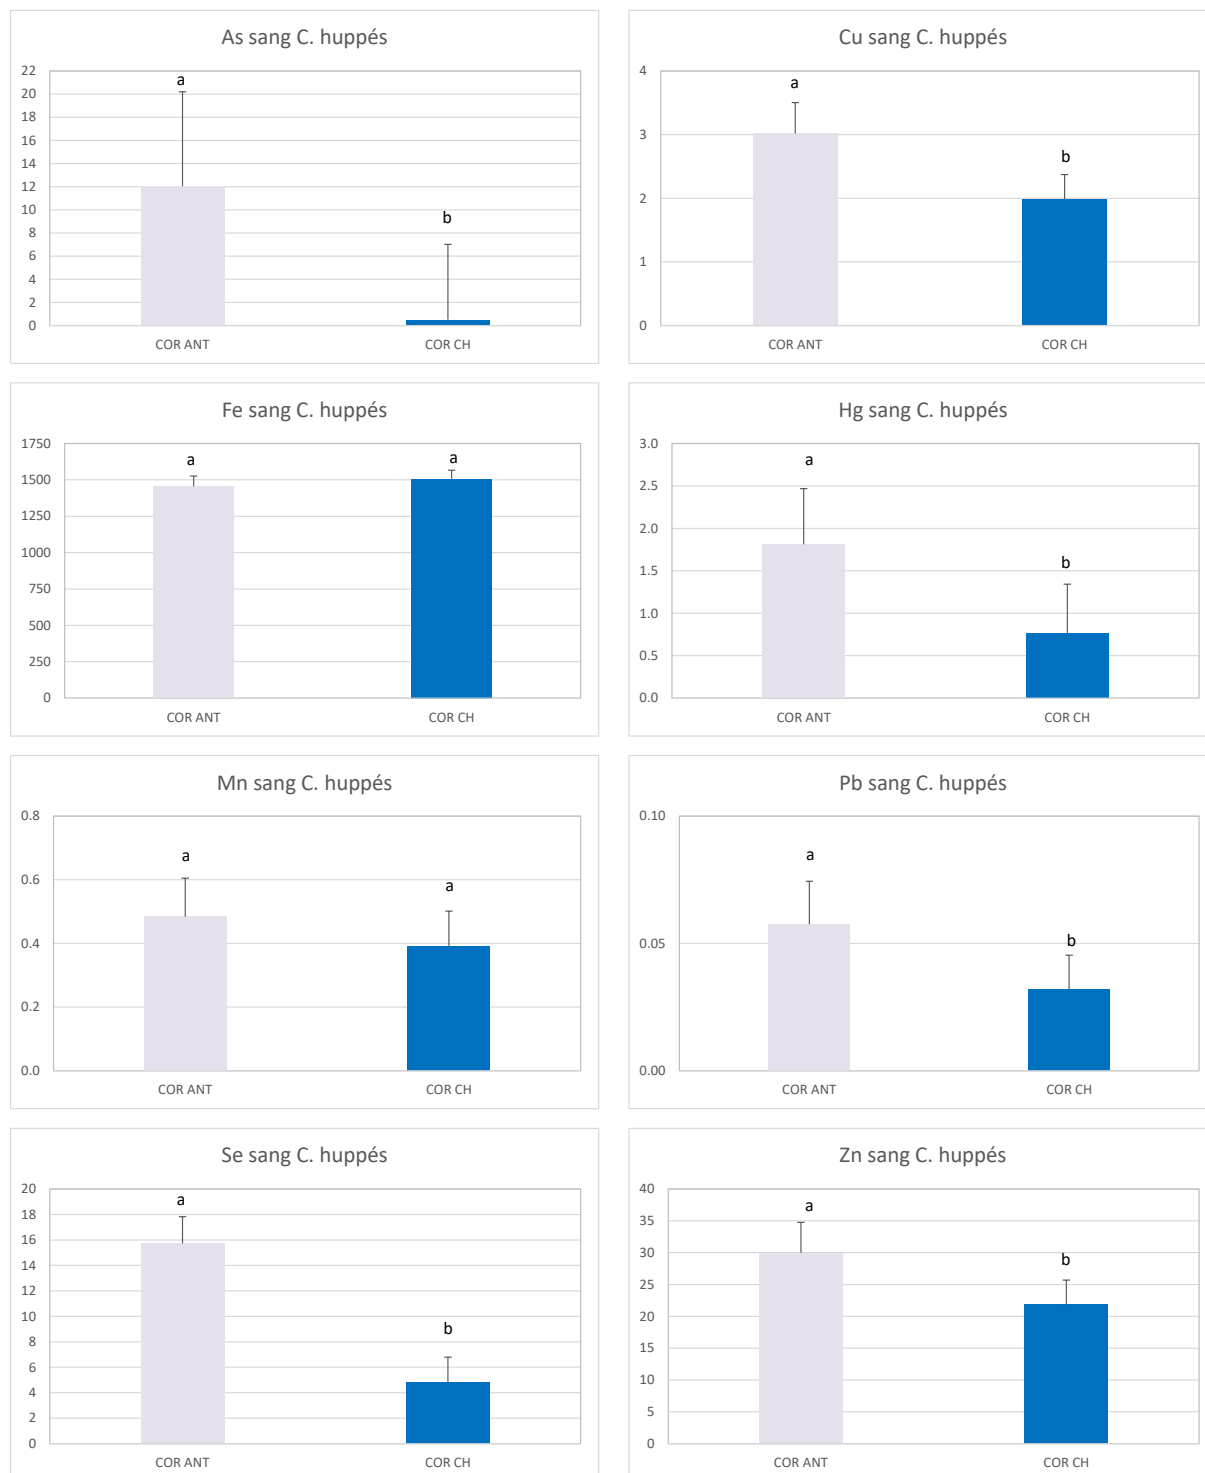 As sang C. huppés
22
20
18
16
14
12
10
8
6
4
2
0
a
b
COR ANT COR CH
Cu sang C. huppés
4
3
2
1
0
a
b
COR ANT COR CH
Fe sang C. huppés
1750
1500
1250
1000
750
500
250
0
a a
COR ANT COR CH
Hg sang C. huppés
3.0
2.5
2.0
1.5
1.0
0.5
0.0
a
b
COR ANT COR CH
Mn sang C. huppés
0.8
0.6
0.4
0.2
0.0
a
a
COR ANT COR CH
Pb sang C. huppés
0.10
0.05
0.00
a
b
COR ANT COR CH
Se sang C. huppés
20
18
16
14
12
10
8
6
4
2
0
a
b
COR ANT COR CH
Zn sang C. huppés
40
35
30
25
20
15
10
5
0
a
b
COR ANT COR CH